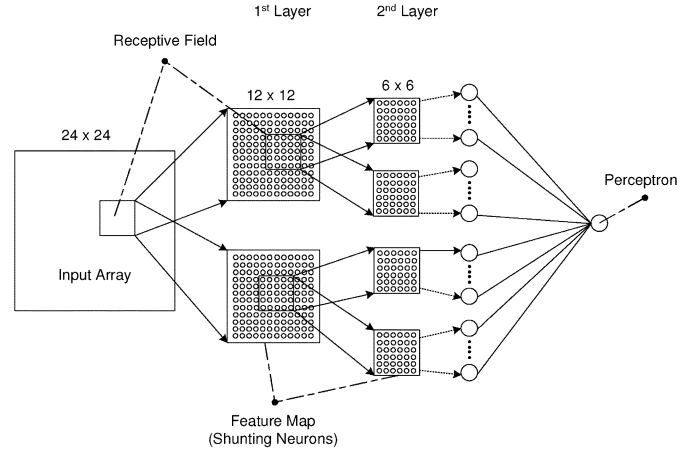 1st Layer
2nd Layer
Receptive Field
12 x 12
6 x 6
24 x 24
Perceptron
Input Array
Feature Map
(Shunting Neurons)